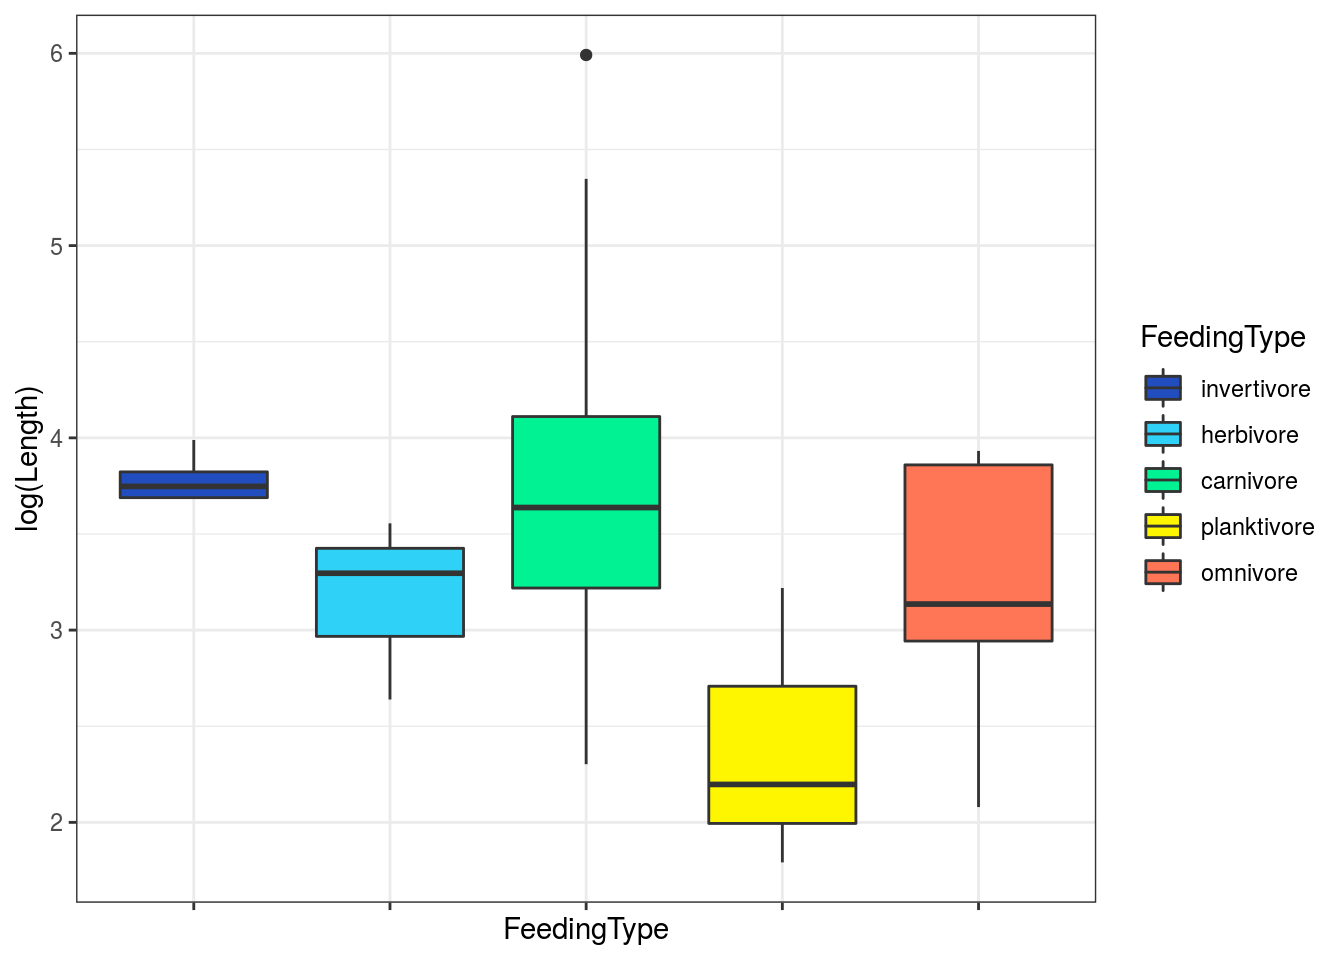 6
5
4
3
2
log(Length)
FeedingType
FeedingType
invertivore
herbivore
carnivore
planktivore
omnivore